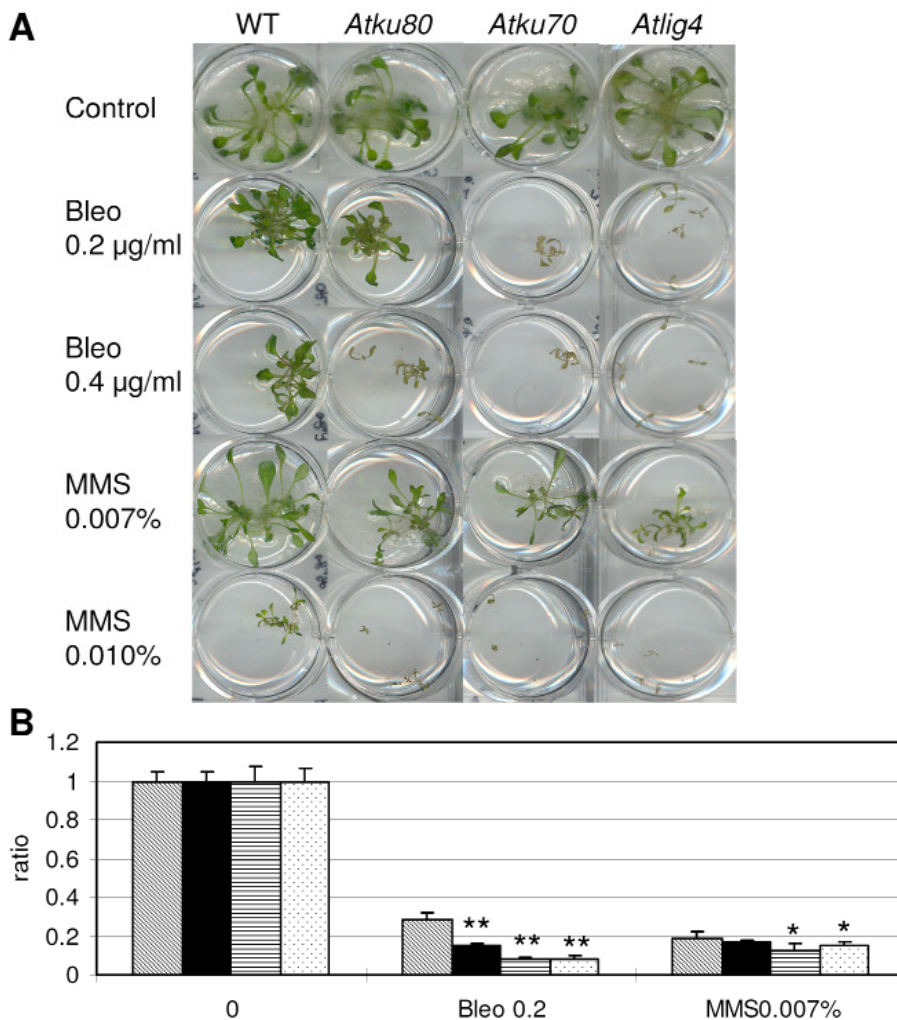 A
WT Atku80 Atku70 Atlig4
Control
Bleo
0.2 µg/ml
Bleo
0.4 µg/ml
MMS
0.007%
MMS
0.010%
B
1.2
1
0.8
0.6
0.4
0.2
0
ratio
** ** ** * *
0 Bleo 0.2 MMS0.007%